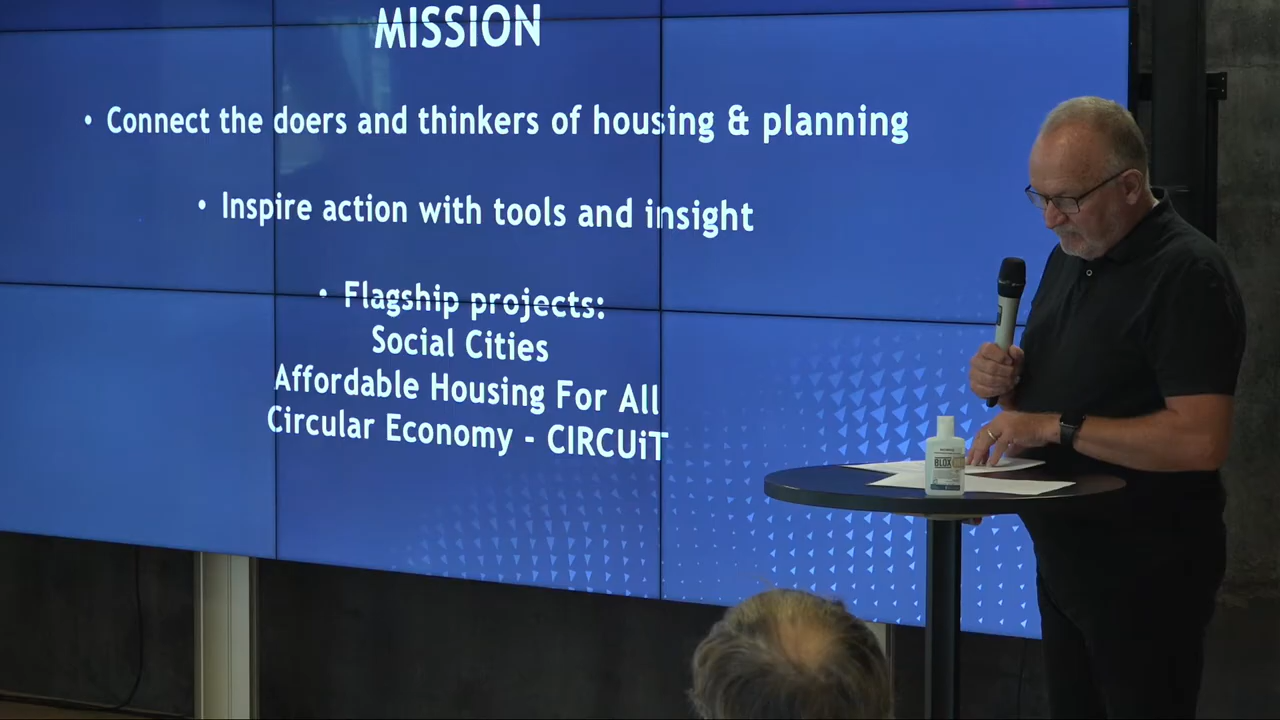 MISSION
• Connect the doers and thinkers of housing & planning
• Inspire action with tools and insight
• Flagship projects:
Social Cities
Affordable Housing For All
Circular Economy - CIRCUiT
BLOX